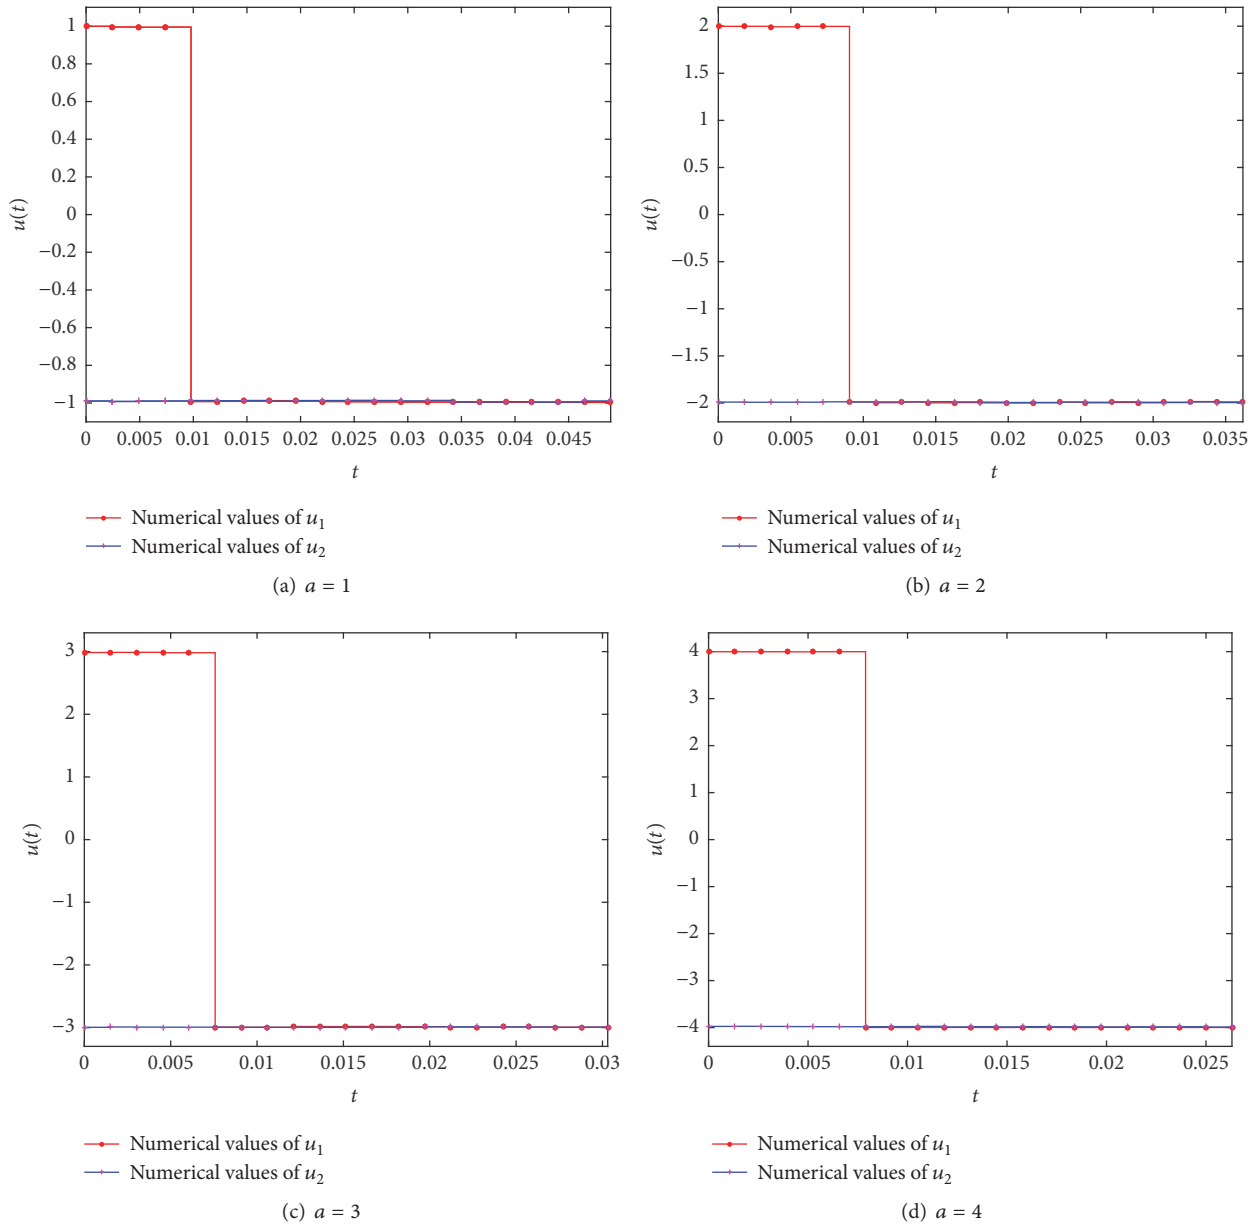 1
0.8
0.6
0.4
0.2
0
−0.2
−0.4
−0.6
−0.8
−1
u(t)
0 0.005 0.01 0.015 0.02 0.025 0.03 0.035 0.04 0.045
t
Numerical values of u1
Numerical values of u2
(a) a = 1
2
1.5
1
0.5
0
−0.5
−1
−1.5
−2
u(t)
0 0.005 0.01 0.015 0.02 0.025 0.03 0.035
t
Numerical values of u1
Numerical values of u2
(b) a = 2
3
2
1
0
−1
−2
−3
u(t)
0 0.005 0.01 0.015 0.02 0.025 0.03
t
Numerical values of u1
Numerical values of u2
(c) a = 3
4
3
2
1
0
−1
−2
−3
−4
u(t)
0 0.005 0.01 0.015 0.02 0.025
t
Numerical values of u1
Numerical values of u2
(d) a = 4